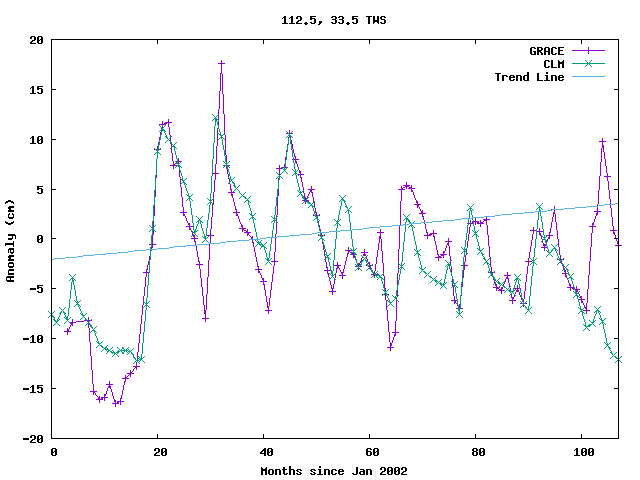 112.5, 33.5 TWS
GRACE
CLM
Trend Line
20
15
10
5
0
-5
-10
-15
-20
Anomaly (cm)
0 20 40 60 80 100
Months since Jan 2002